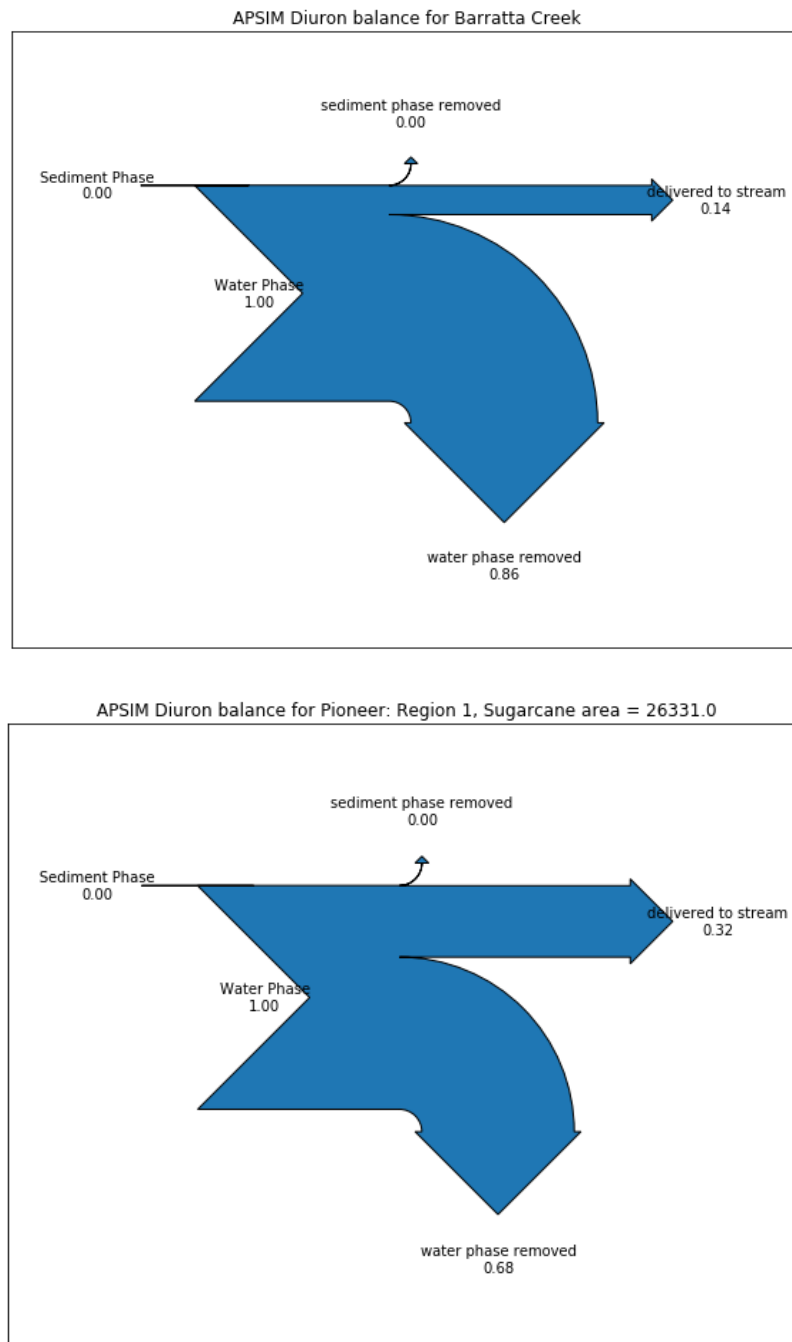 APSIM Diuron balance for Barratta Creek
sediment phase removed
0.00
Sediment Phase
0.00
delivered to stream
0.14
Water Phase
1.00
water phase removed
0.86
APSIM Diuron balance for Pioneer: Region 1, Sugarcane area = 26331.0
sediment phase removed
0.00
Sediment Phase
0.00
delivered to stream
0.32
Water Phase
1.00
water phase removed
0.68